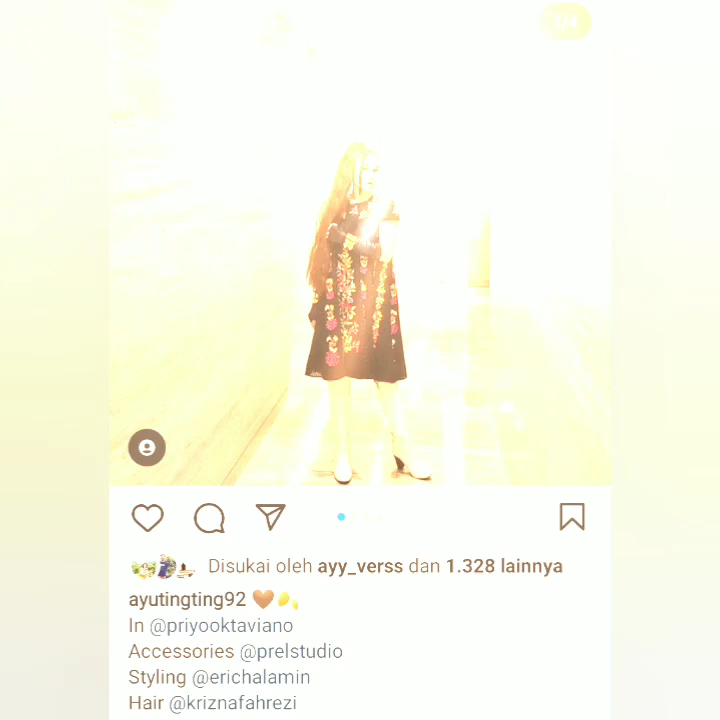 1/4
Disukai oleh ayy_verss dan 1.328 lainnya
ayutingting92
In @priyooktaviano
Accessories @prelstudio
Styling @erichalamin
Hair @kriznafahrezi